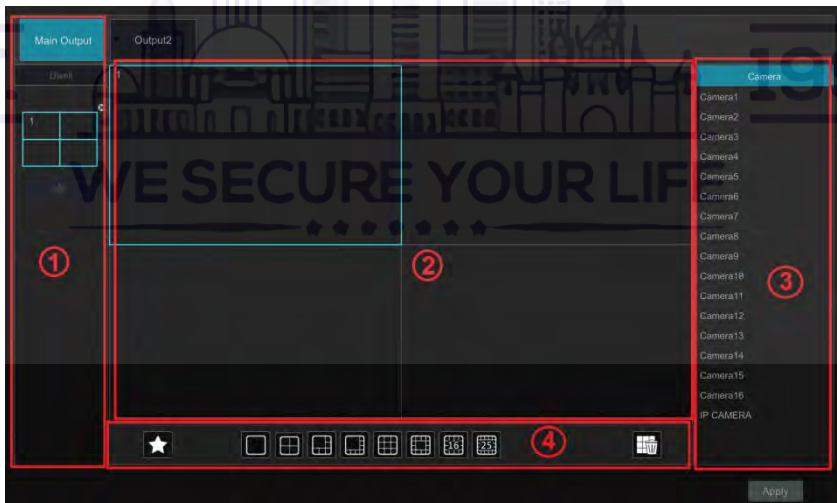 Main Output
Output2
Dwell
1
1
①
②
③
④
Camera
Camera1
Camera2
Camera3
Camera4
Camera5
Camera6
Camera7
Camera8
Camera9
Camera10
Camera11
Camera12
Camera13
Camera14
Camera15
Camera16
IP CAMERA
WE SECURE YOUR LIFE
19
16
25
Apply